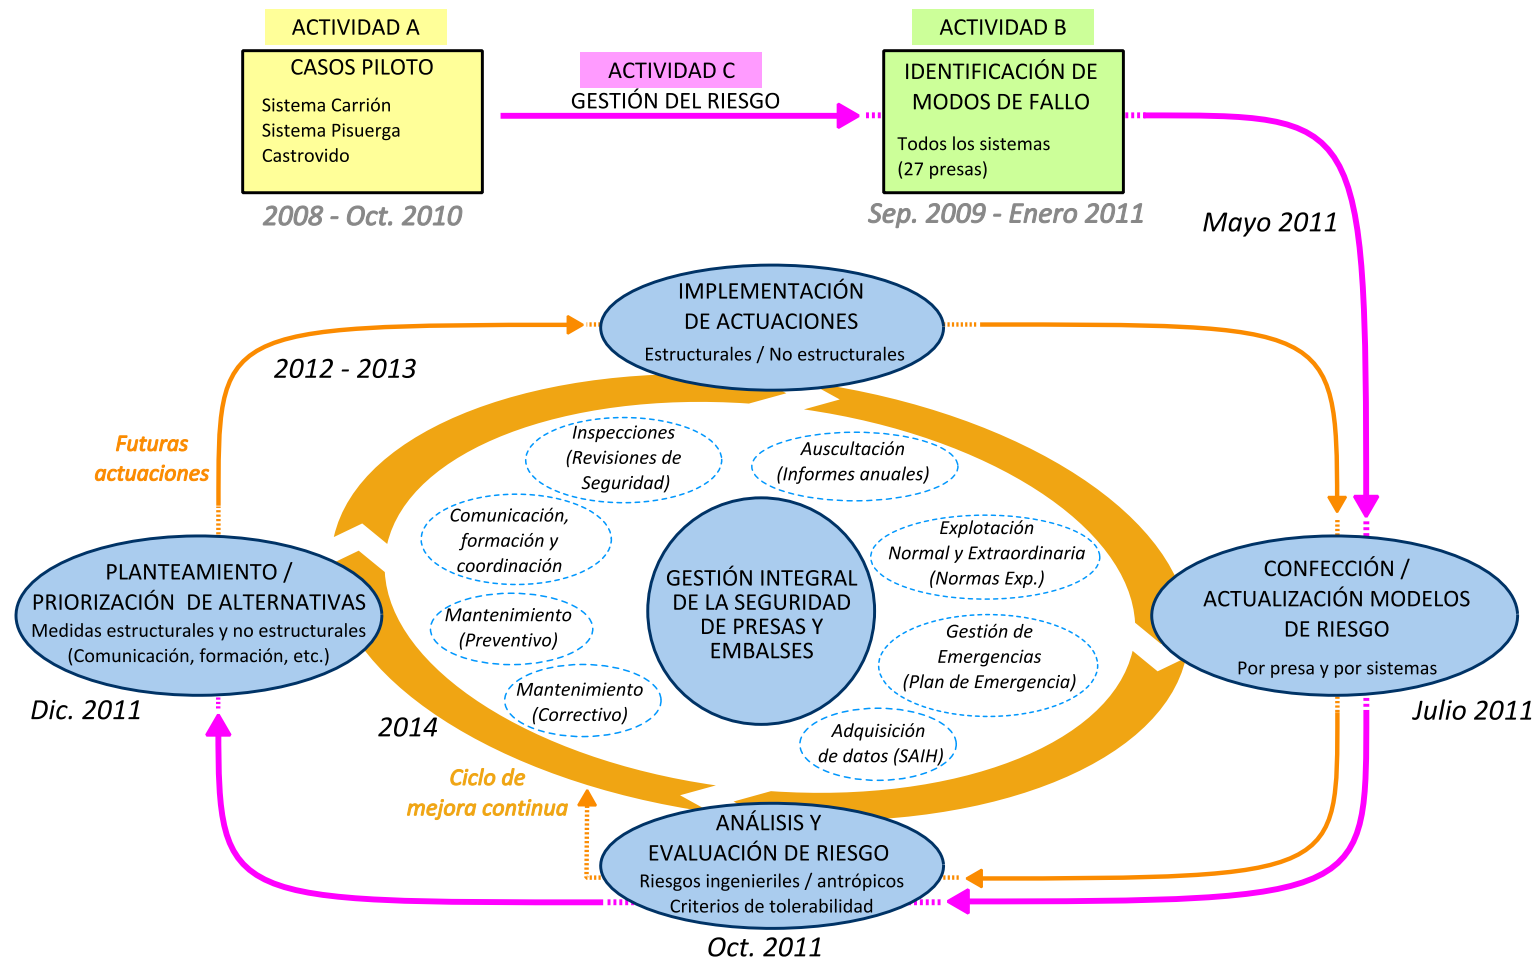 ACTIVIDAD A
CASOS PILOTO
Sistema Carrión
Sistema Pisuerga
Castrovido
2008 - Oct. 2010
ACTIVIDAD C
GESTIÓN DEL RIESGO
ACTIVIDAD B
IDENTIFICACIÓN DE
MODOS DE FALLO
Todos los sistemas
(27 presas)
Sep. 2009 - Enero 2011
Mayo 2011
IMPLEMENTACIÓN
DE ACTUACIONES
Estructurales / No estructurales
2012 - 2013
Futuras
actuaciones
Inspecciones
(Revisiones de
Seguridad)
Auscultación
(Informes anuales)
Comunicación,
formación y
coordinación
Explotación
Normal y Extraordinaria
(Normas Exp.)
GESTIÓN INTEGRAL
DE LA SEGURIDAD
DE PRESAS Y
EMBALSES
Mantenimiento
(Preventivo)
Gestión de
Emergencias
(Plan de Emergencia)
Mantenimiento
(Correctivo)
Adquisición
de datos (SAIH)
PLANTEAMIENTO /
PRIORIZACIÓN DE ALTERNATIVAS
Medidas estructurales y no estructurales
(Comunicación, formación, etc.)
Dic. 2011
CONFECCIÓN /
ACTUALIZACIÓN MODELOS
DE RIESGO
Por presa y por sistemas
Julio 2011
2014
Ciclo de
mejora continua
ANÁLISIS Y
EVALUACIÓN DE RIESGO
Riesgos ingenieriles / antrópicos
Criterios de tolerabilidad
Oct. 2011